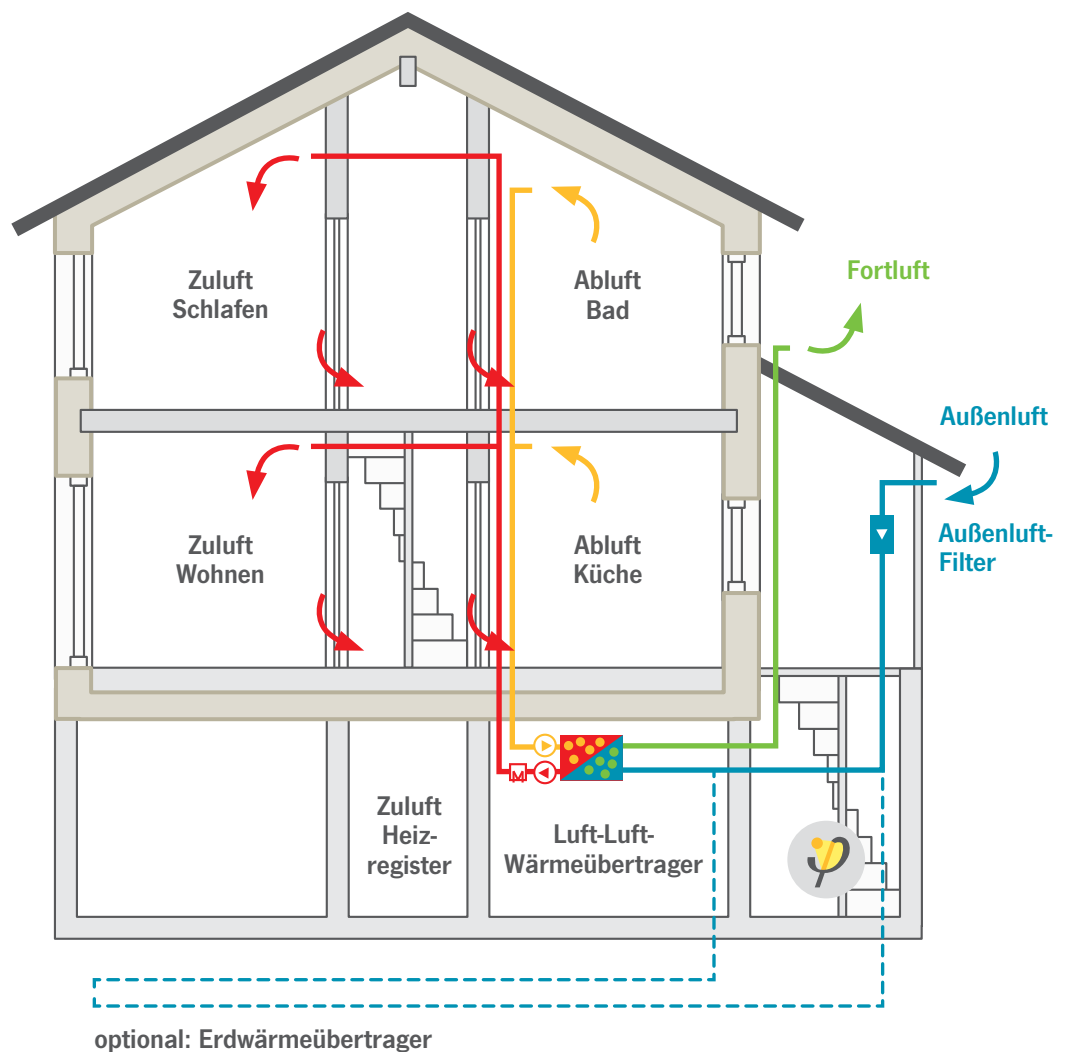 Zuluft
Schlafen
Abluft
Bad
Fortluft
Außenluft
Außenluft-
Filter
Zuluft
Wohnen
Abluft
Küche
M
Zuluft
Heiz-
register
Luft-Luft-
Wärmeübertrager
optional: Erdwärmeübertrager